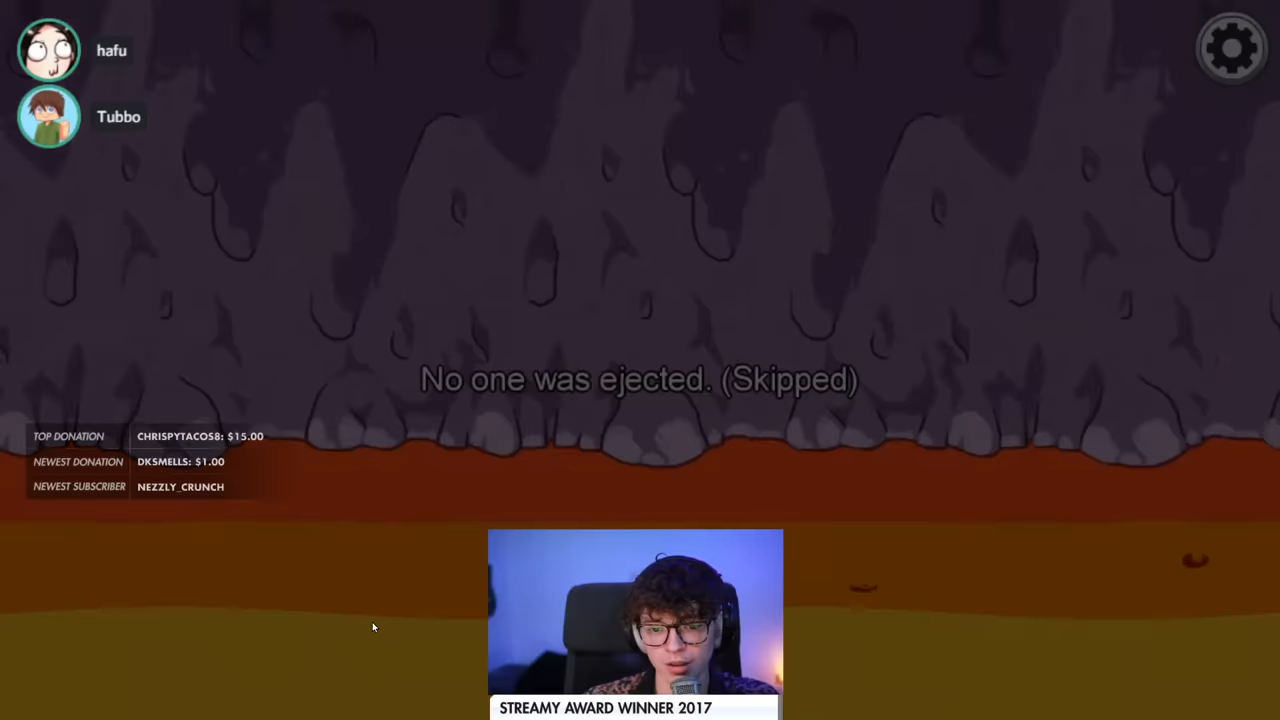 hafu
Tubbo
No one was ejected. (Skipped)
TOP DONATION CHRISPYTACOS8: $15.00
NEWEST DONATION DKSMELLS: $1.00
NEWEST SUBSCRIBER NEZZLY_CRUNCH
STREAMY AWARD WINNER 2017